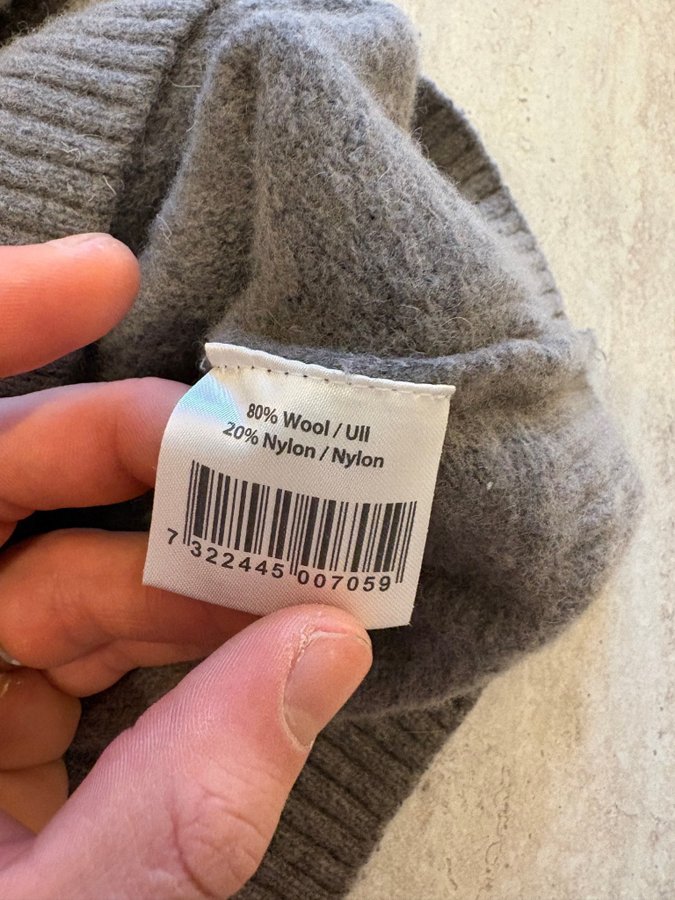 80% Wool / Ull
20% Nylon / Nylon
7 322445 007059